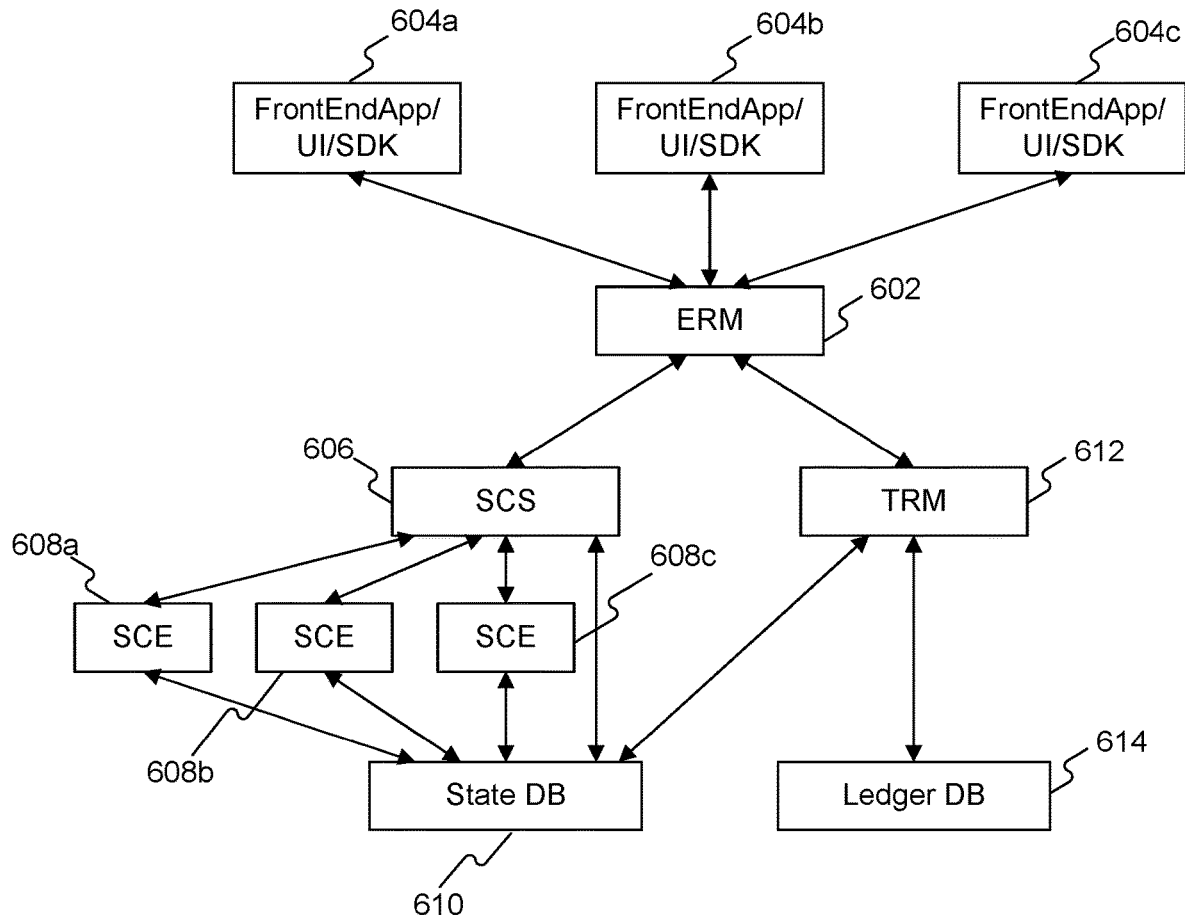 604a
604b
604c
FrontEndApp/
UI/SDK
FrontEndApp/
UI/SDK
FrontEndApp/
UI/SDK
602
ERM
606
612
SCS
TRM
608a
608c
SCE
SCE
SCE
608b
614
State DB
Ledger DB
610